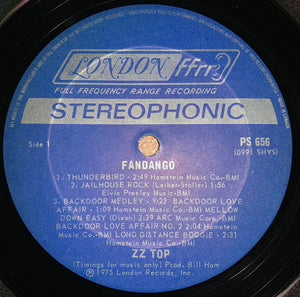 LONDON ffrr
FULL FREQUENCY RANGE RECORDING
STEREOPHONIC
Side 1
PS 656
(SHAS 0991)
FANDANGO
1. THUNDERBIRD - 2:49 Hamstein Music Co.-BMI
2. JAILHOUSE ROCK (Leiber-Stoller) 1:56
Elvis Presley Music-BMI
3. BACKDOOR MEDLEY - 9:23 BACKDOOR LOVE
AFFAIR 1:09 Hamstein Music Co.-BMI MELLOW
DOWN EASY (Dixon) 3:39 ARC Music Corp.-BMI
BACKDOOR LOVE AFFAIR NO. 2 0:04 Hamstein Music
Co.-BMI LONG DISTANCE BOOGIE - 2:31
Hamstein Music Co.-BMI
ZZ TOP
(Timings for music only) Prod. Bill Ham
℗ 1975 London Records, Inc.